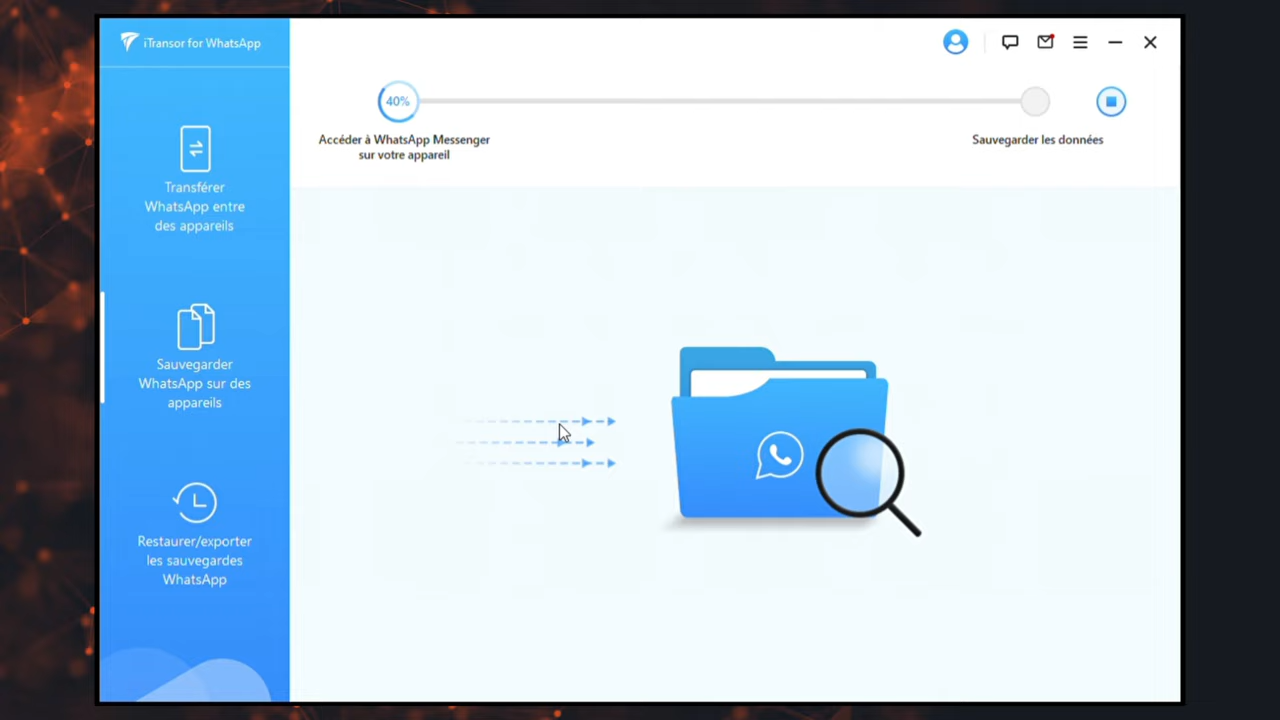 iTransor for WhatsApp
40%
Accéder à WhatsApp Messenger
sur votre appareil
Sauvegarder les données
Transférer
WhatsApp entre
des appareils
Sauvegarder
WhatsApp sur des
appareils
Restaurer/exporter
les sauvegardes
WhatsApp